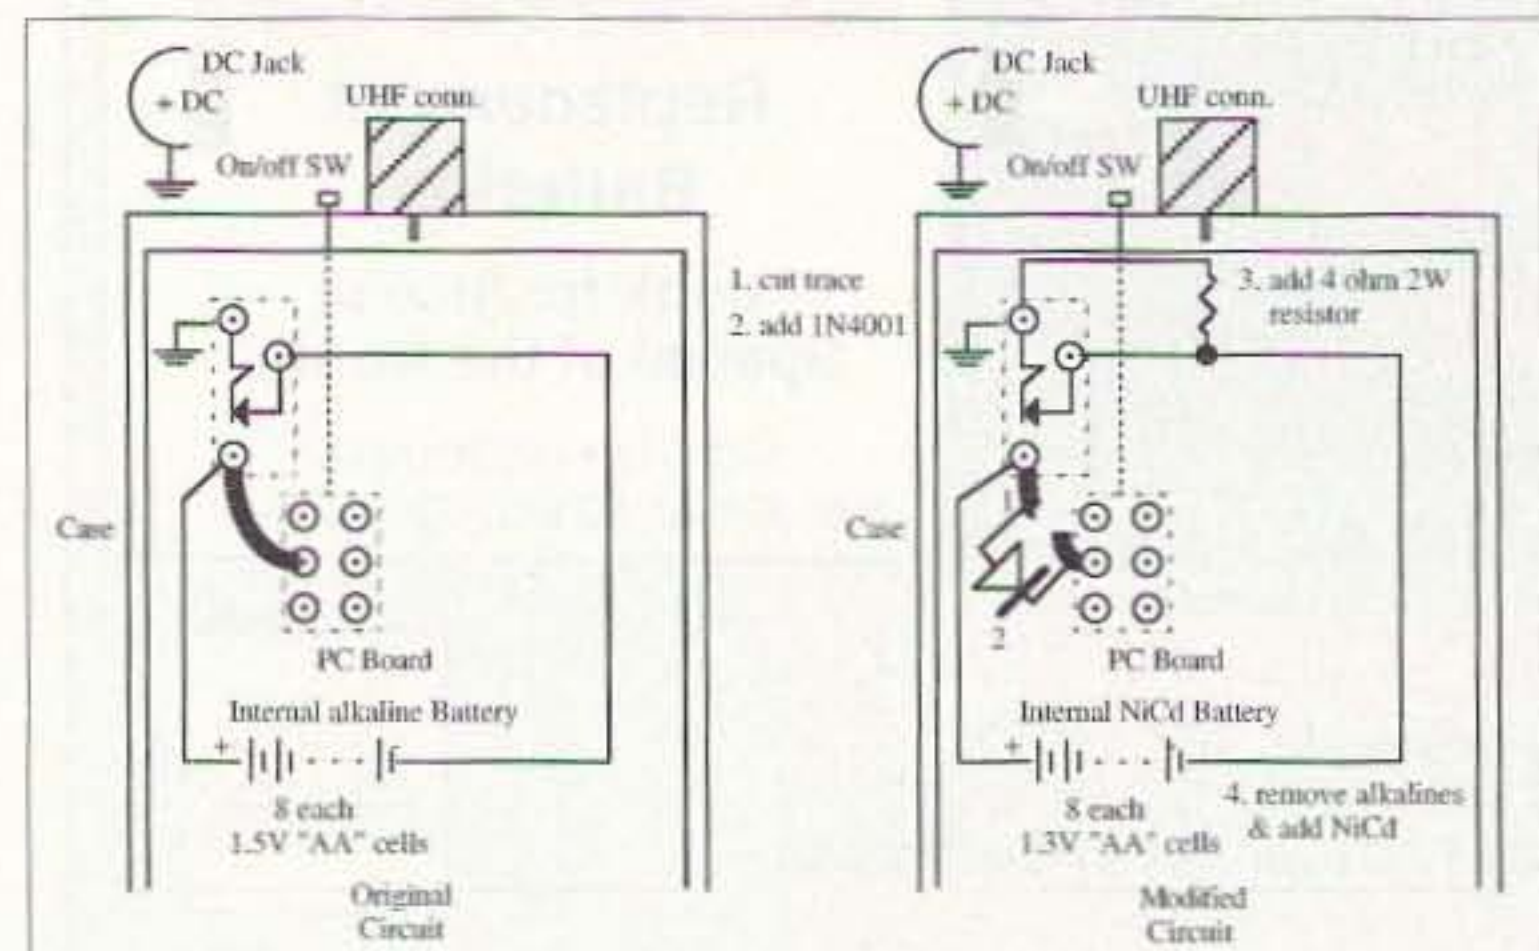 DC Jack
+ DC
UHF conn.
On/off SW
Case
PC Board
Internal alkaline Battery
+
8 each
1.5V "AA" cells
Original
Circuit
1. cut trace
2. add 1N4001
DC Jack
+ DC
UHF conn.
On/off SW
3. add 4 ohm 2W
resistor
Case
1
2
PC Board
Internal NiCd Battery
+
8 each
1.3V "AA" cells
4. remove alkalines
& add NiCd
Modified
Circuit